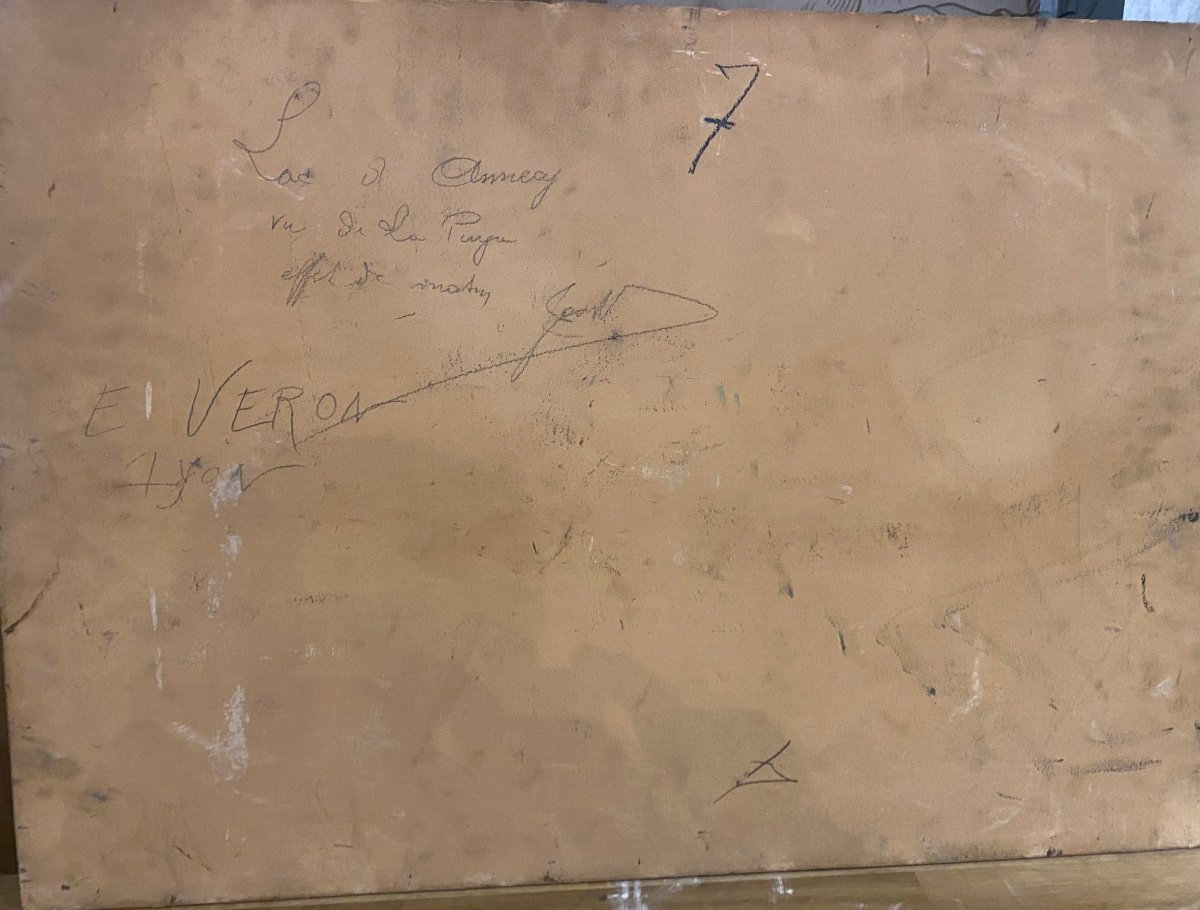 7
Lac d Annecy
vu de La Puya
effet de matin
E VERON
Lyon